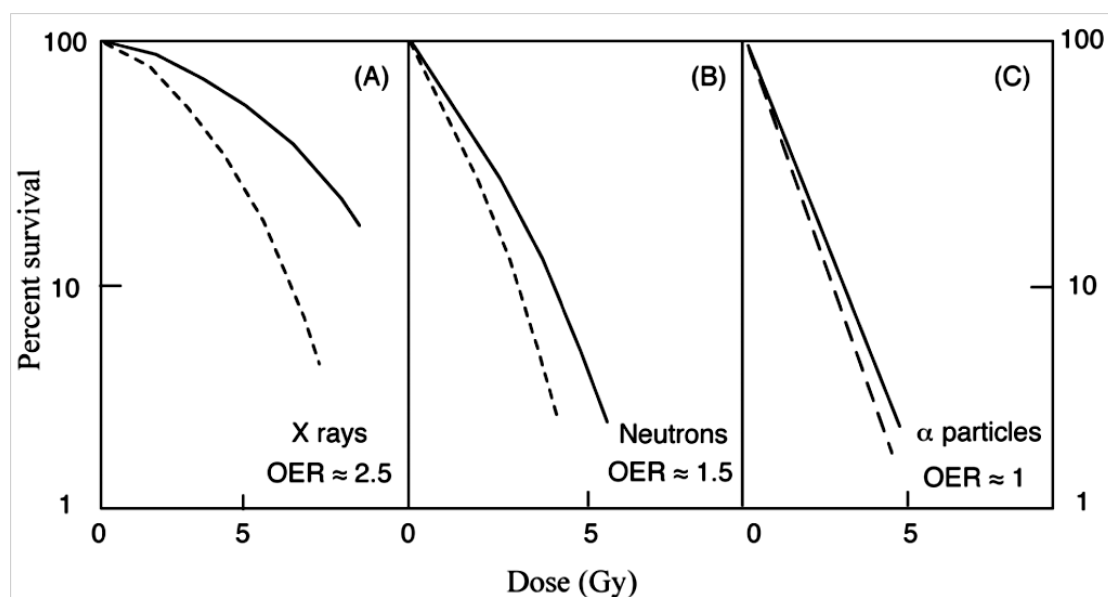 100
(A)
(B)
(C)
100
Percent survival
10
10
X rays
OER ≈ 2.5
Neutrons
OER ≈ 1.5
α particles
OER ≈ 1
1
1
0
5
0
5
0
5
Dose (Gy)